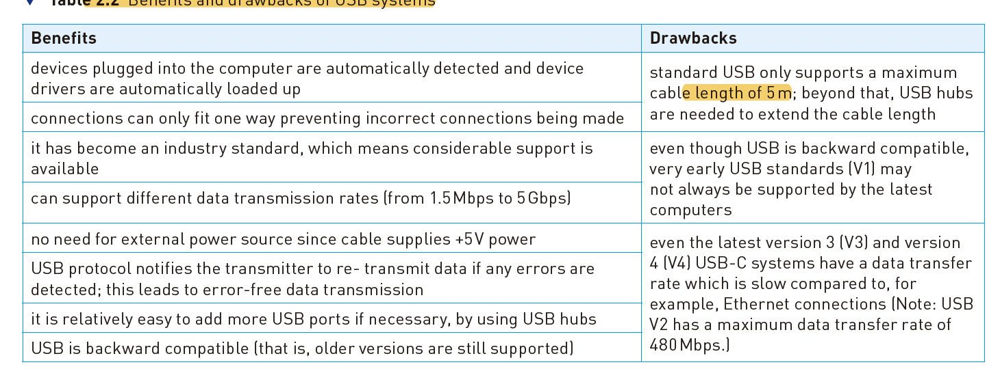 Table 2.2 Benefits and drawbacks of USB systems
Benefits
devices plugged into the computer are automatically detected and device
drivers are automatically loaded up
connections can only fit one way preventing incorrect connections being made
it has become an industry standard, which means considerable support is
available
can support different data transmission rates (from 1.5 Mbps to 5 Gbps)
no need for external power source since cable supplies +5 V power
USB protocol notifies the transmitter to re- transmit data if any errors are
detected; this leads to error-free data transmission
it is relatively easy to add more USB ports if necessary, by using USB hubs
USB is backward compatible (that is, older versions are still supported)
Drawbacks
standard USB only supports a maximum
cable length of 5 m; beyond that, USB hubs
are needed to extend the cable length
even though USB is backward compatible,
very early USB standards (V1) may
not always be supported by the latest
computers
even the latest version 3 (V3) and version
4 (V4) USB-C systems have a data transfer
rate which is slow compared to, for
example, Ethernet connections (Note: USB
V2 has a maximum data transfer rate of
480 Mbps.)